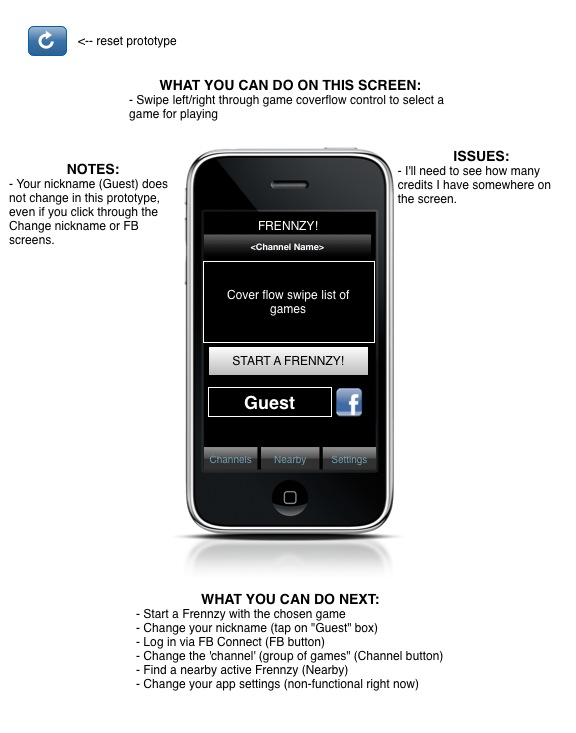 <-- reset prototype
WHAT YOU CAN DO ON THIS SCREEN:
- Swipe left/right through game coverflow control to select a
game for playing
NOTES:
- Your nickname (Guest) does
not change in this prototype,
even if you click through the
Change nickname or FB
screens.
ISSUES:
- I'll need to see how many
credits I have somewhere on
the screen.
FRENNZY!
<Channel Name>
Cover flow swipe list of
games
START A FRENNZY!
Guest
f
Channels
Nearby
Settings
WHAT YOU CAN DO NEXT:
- Start a Frennzy with the chosen game
- Change your nickname (tap on "Guest" box)
- Log in via FB Connect (FB button)
- Change the 'channel' (group of games" (Channel button)
- Find a nearby active Frennzy (Nearby)
- Change your app settings (non-functional right now)